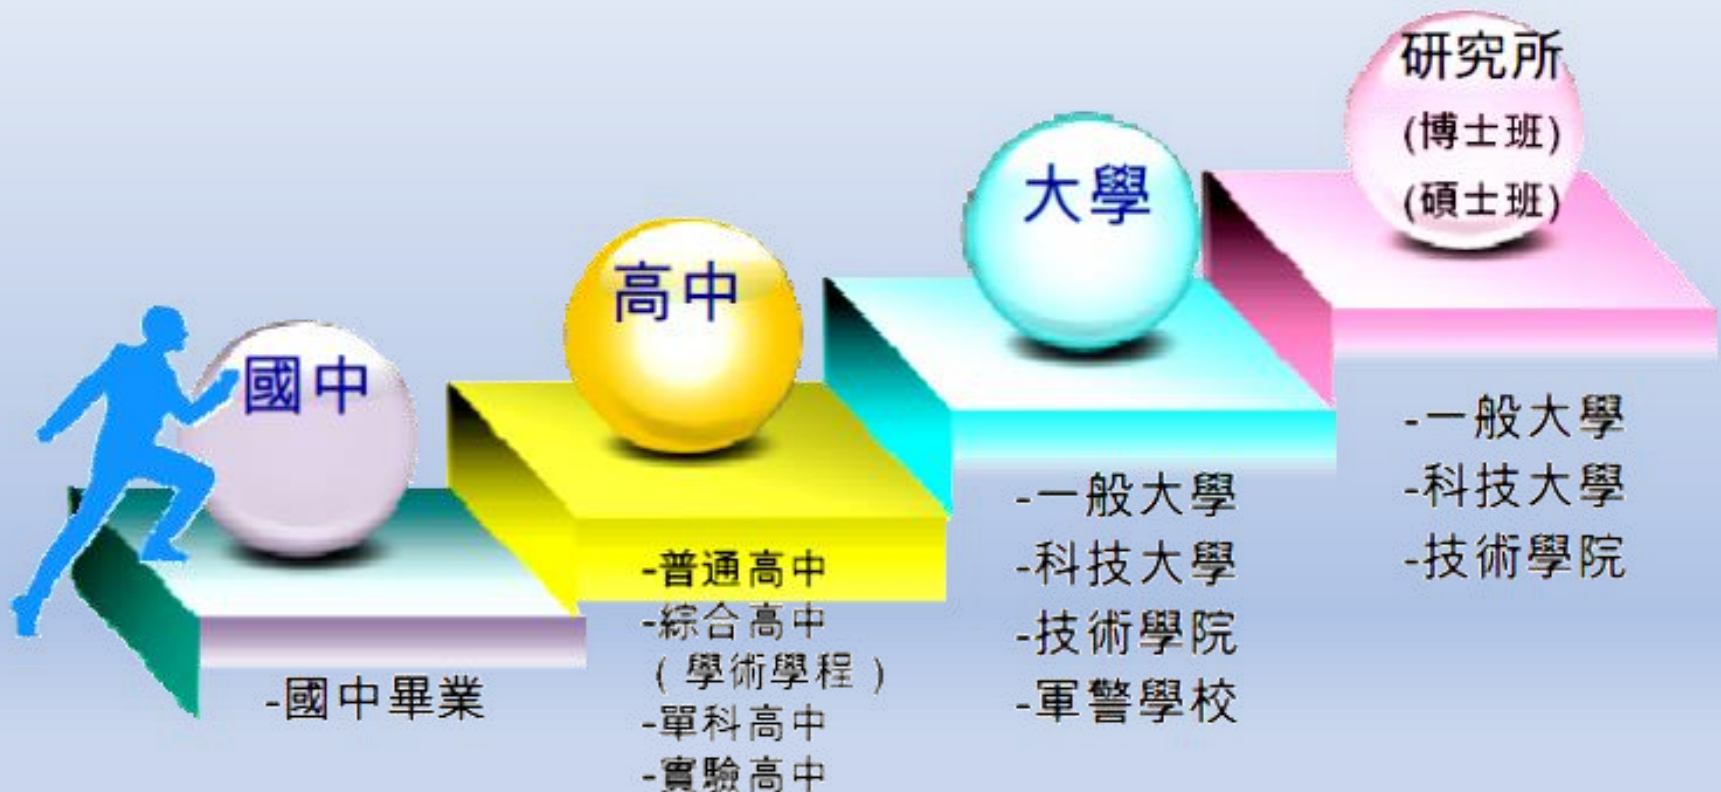 國中
-國中畢業
高中
-普通高中
-綜合高中
(學術學程)
-單科高中
-實驗高中
大學
-一般大學
-科技大學
-技術學院
-軍警學校
研究所
(博士班)
(碩士班)
-一般大學
-科技大學
-技術學院